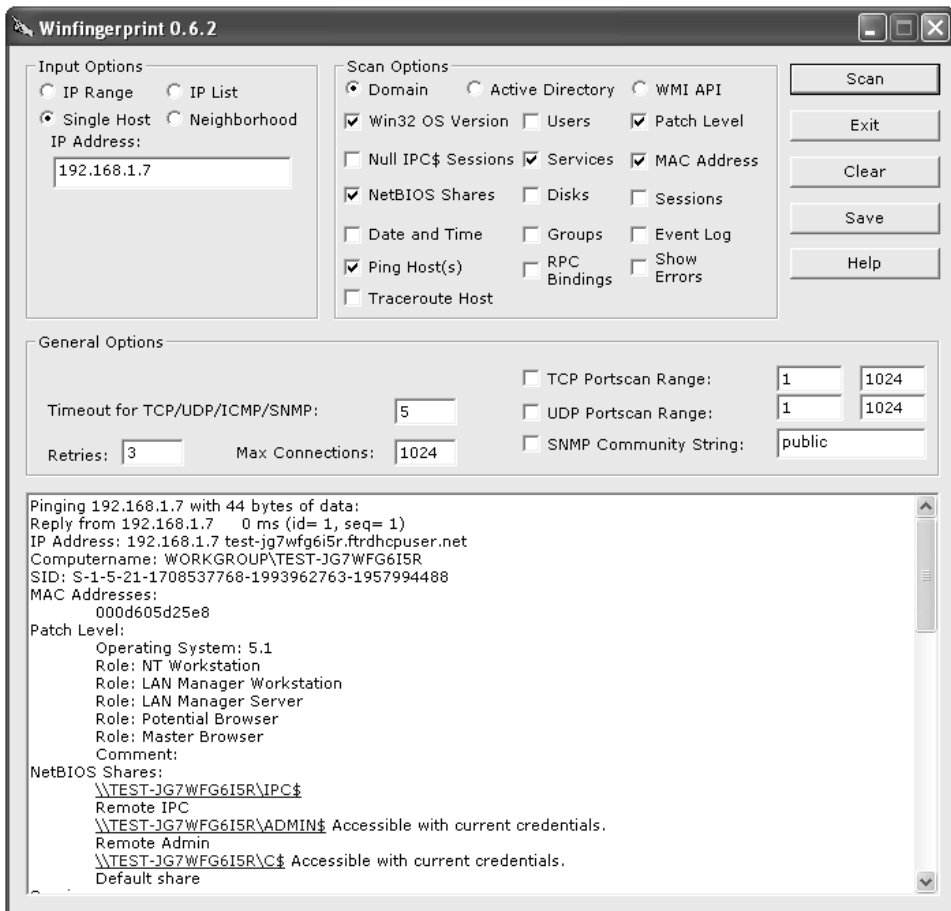 Winfingerprint 0.6.2
Input Options
IP Range IP List
Single Host Neighborhood
IP Address:
192.168.1.7
Scan Options
Domain Active Directory WMI API
Win32 OS Version Users Patch Level
Null IPC$ Sessions Services MAC Address
NetBIOS Shares Disks Sessions
Date and Time Groups Event Log
Ping Host(s) RPC Bindings Show Errors
Traceroute Host
Scan
Exit
Clear
Save
Help
General Options
Timeout for TCP/UDP/ICMP/SNMP: 5
Retries: 3 Max Connections: 1024
TCP Portscan Range: 1 1024
UDP Portscan Range: 1 1024
SNMP Community String: public
Pinging 192.168.1.7 with 44 bytes of data:
Reply from 192.168.1.7 0 ms (id= 1, seq= 1)
IP Address: 192.168.1.7 test-jg7wfg6i5r.ftrdhcpuser.net
Computername: WORKGROUP\TEST-JG7WFG6I5R
SID: S-1-5-21-1708537768-1993962763-1957994488
MAC Addresses:
000d605d25e8
Patch Level:
Operating System: 5.1
Role: NT Workstation
Role: LAN Manager Workstation
Role: LAN Manager Server
Role: Potential Browser
Role: Master Browser
Comment:
NetBIOS Shares:
\\TEST-JG7WFG6I5R\IPC$
Remote IPC
\\TEST-JG7WFG6I5R\ADMIN$ Accessible with current credentials.
Remote Admin
\\TEST-JG7WFG6I5R\C$ Accessible with current credentials.
Default share